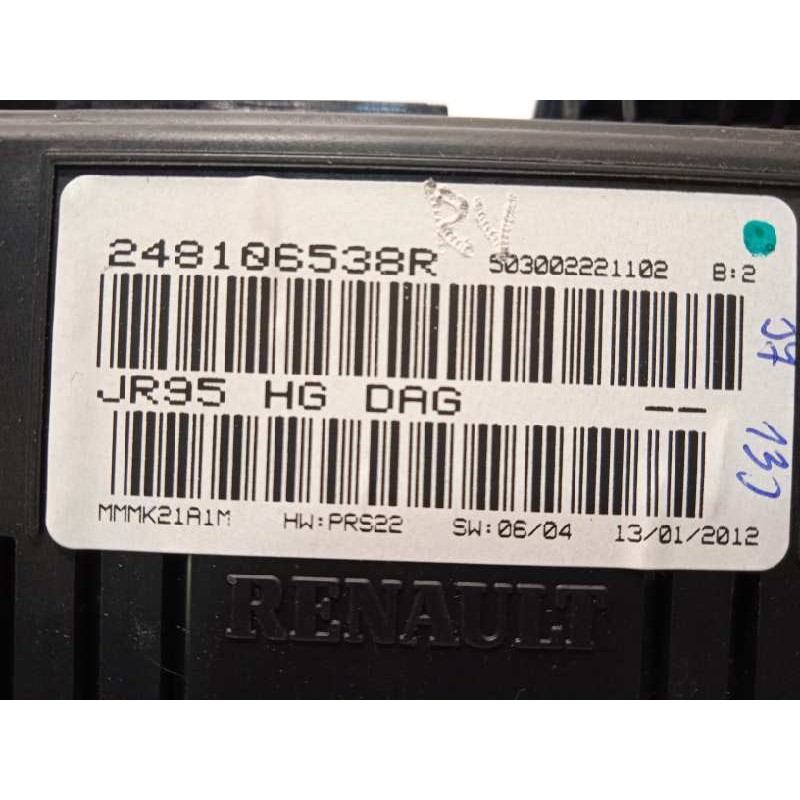 248106538R 503002221102 B:2
JR95 HG DAG --
MMMK21A1M HW:PRS22 SW:06/04 13/01/2012
RENAULT